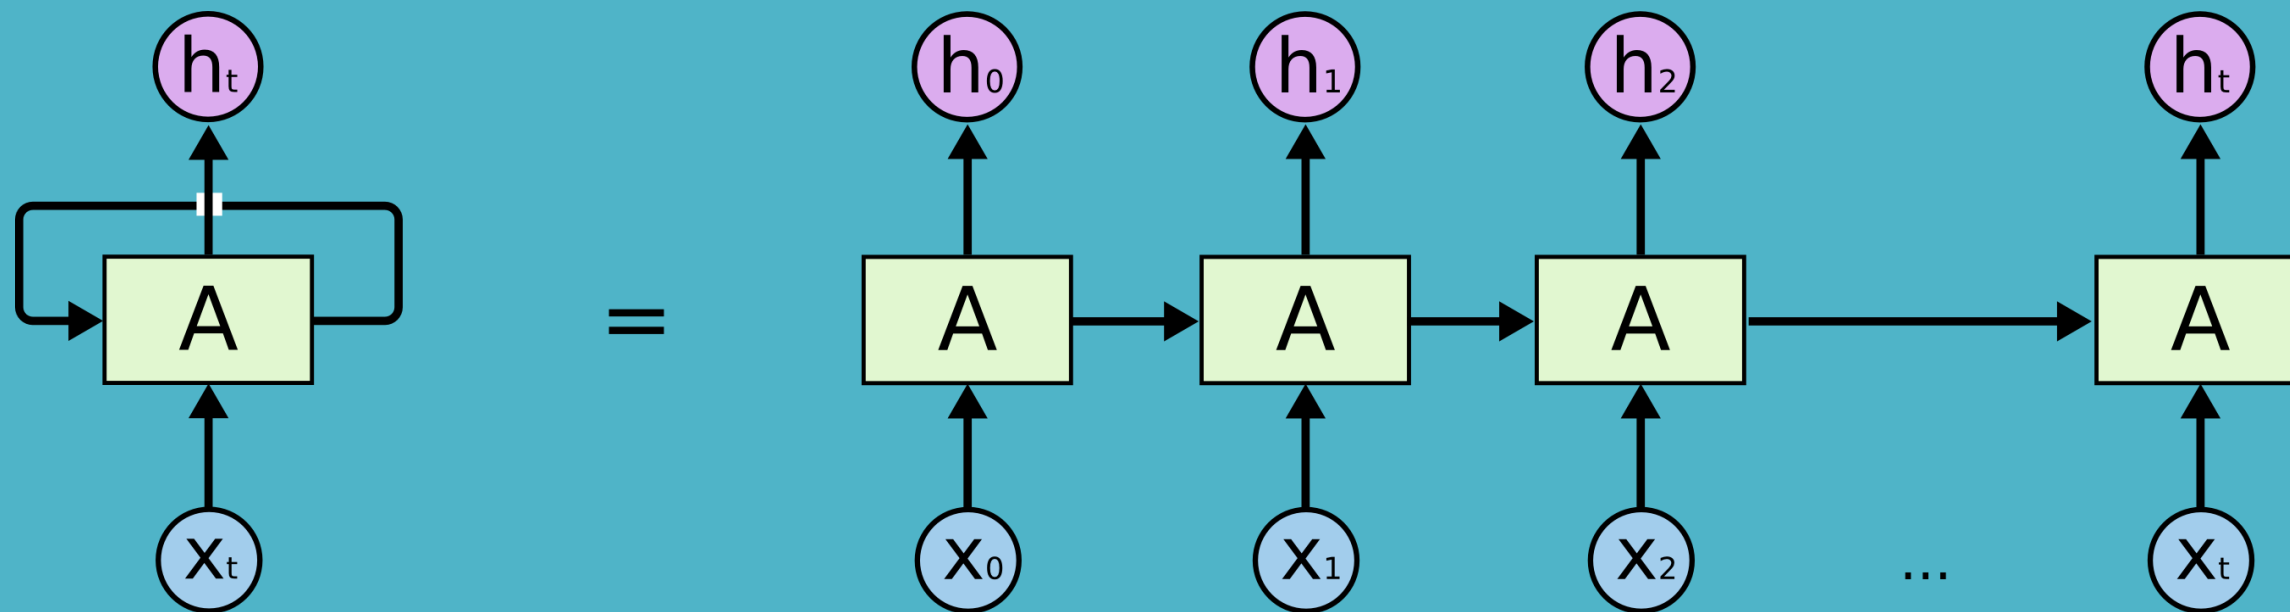 hₜ h₀ h₁ h₂ hₜ
A = A A A A
xₜ x₀ x₁ x₂ ... xₜ